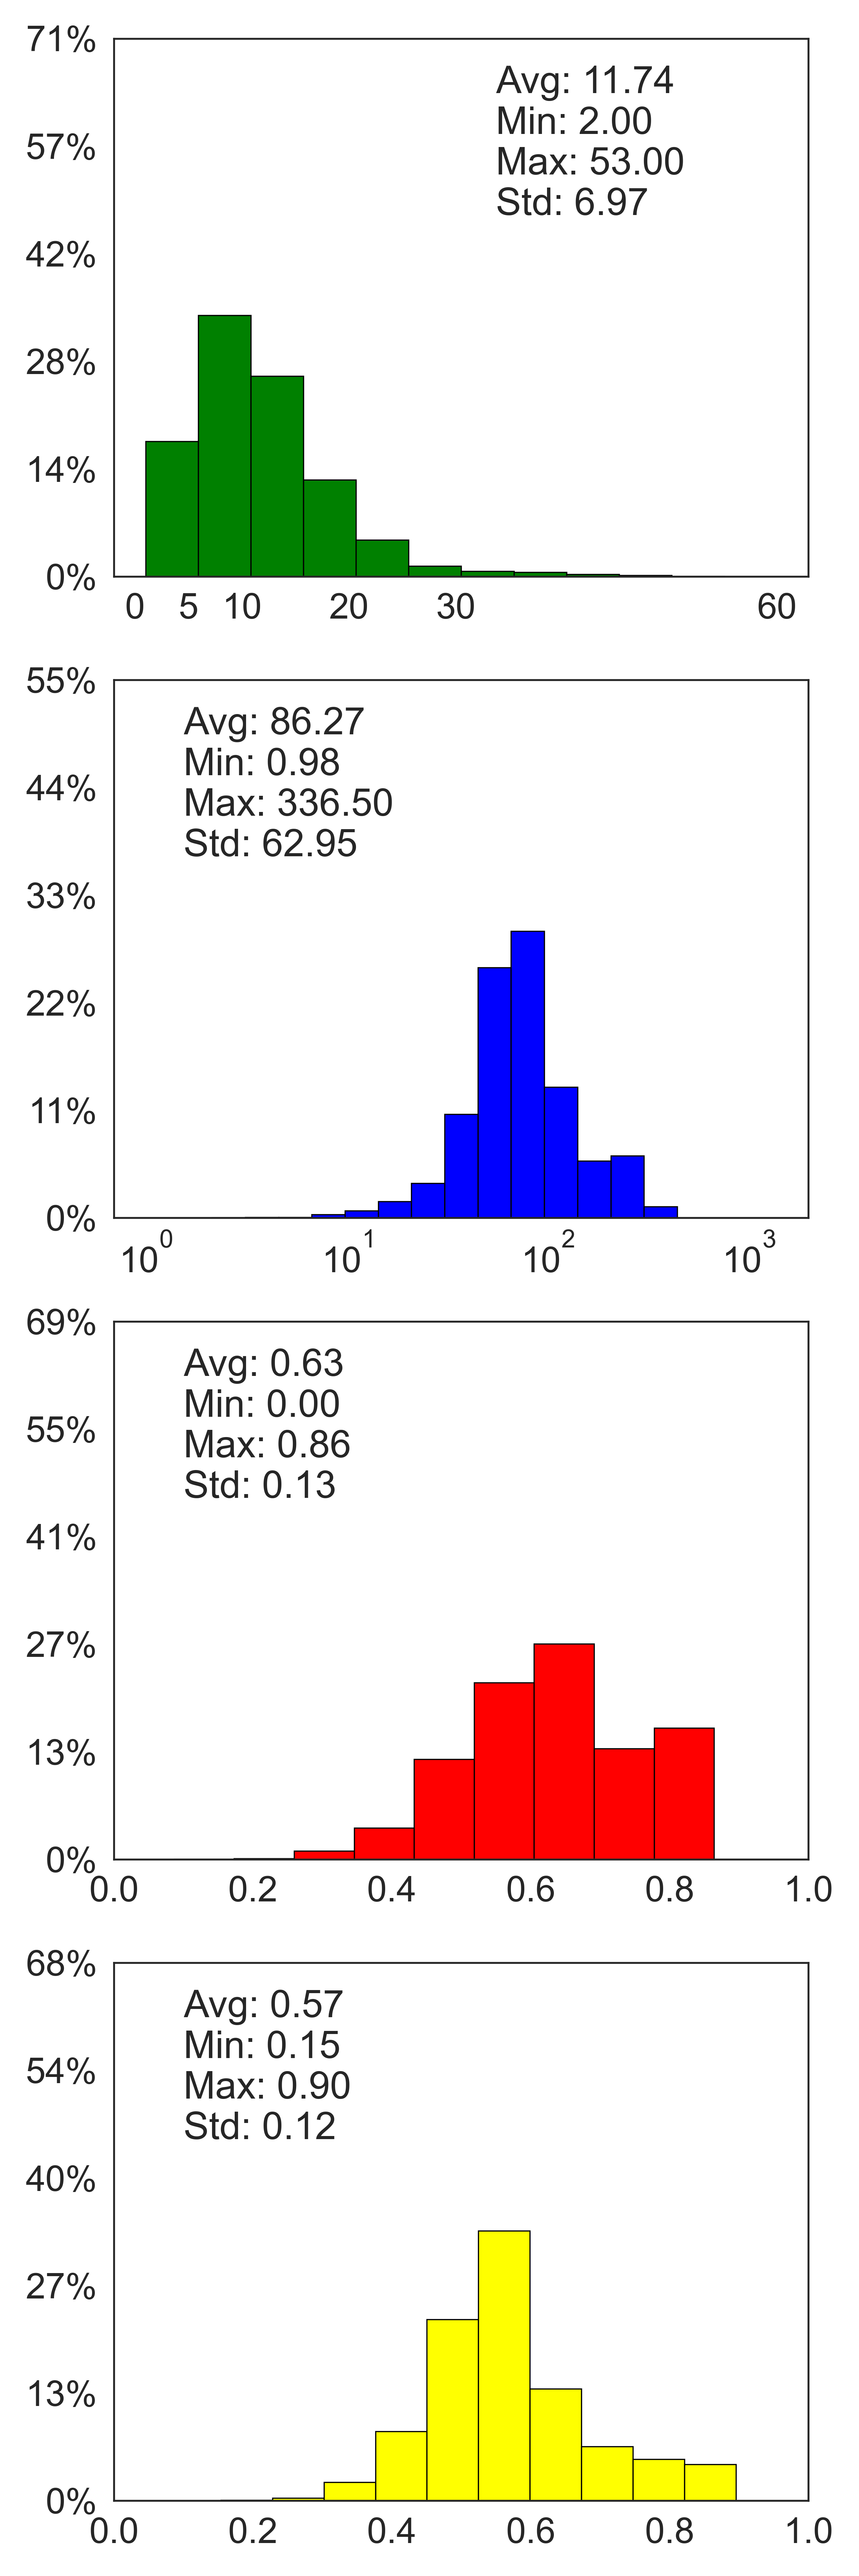 71%
Avg: 11.74
Min: 2.00
57%
Max: 53.00
Std: 6.97
42%
28%
14%
0%
0 5 10 20 30 60
55%
Avg: 86.27
Min: 0.98
44%
Max: 336.50
Std: 62.95
33%
22%
11%
0%
10^0 10^1 10^2 10^3
69%
Avg: 0.63
Min: 0.00
55%
Max: 0.86
Std: 0.13
41%
27%
13%
0%
0.0 0.2 0.4 0.6 0.8 1.0
68%
Avg: 0.57
Min: 0.15
54%
Max: 0.90
Std: 0.12
40%
27%
13%
0%
0.0 0.2 0.4 0.6 0.8 1.0